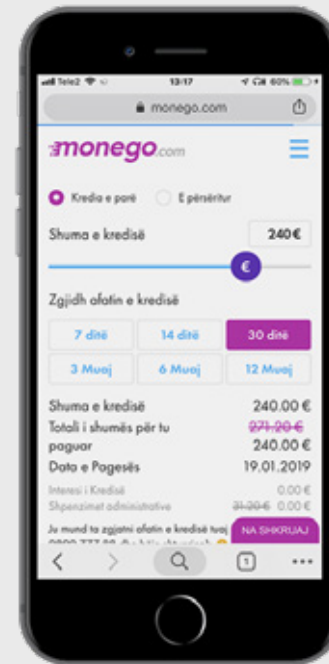 Tele2 13:17 60%
monego.com
monego.com
Kredia e parë E përsëritur
Shuma e kredisë 240€
€
Zgjidh afatin e kredisë
7 ditë 14 ditë 30 ditë
3 Muaj 6 Muaj 12 Muaj
Shuma e kredisë 240.00 €
Totali i shumës për tu 271.20 €
paguar 240.00 €
Data e Pagesës 19.01.2019
Interesi i Kredisë 0.00 €
Shpenzimet administrative 31.20 € 0.00 €
Ju mund ta zgjatni afatin e kredisë tuaj NA SHKRUAJ
1